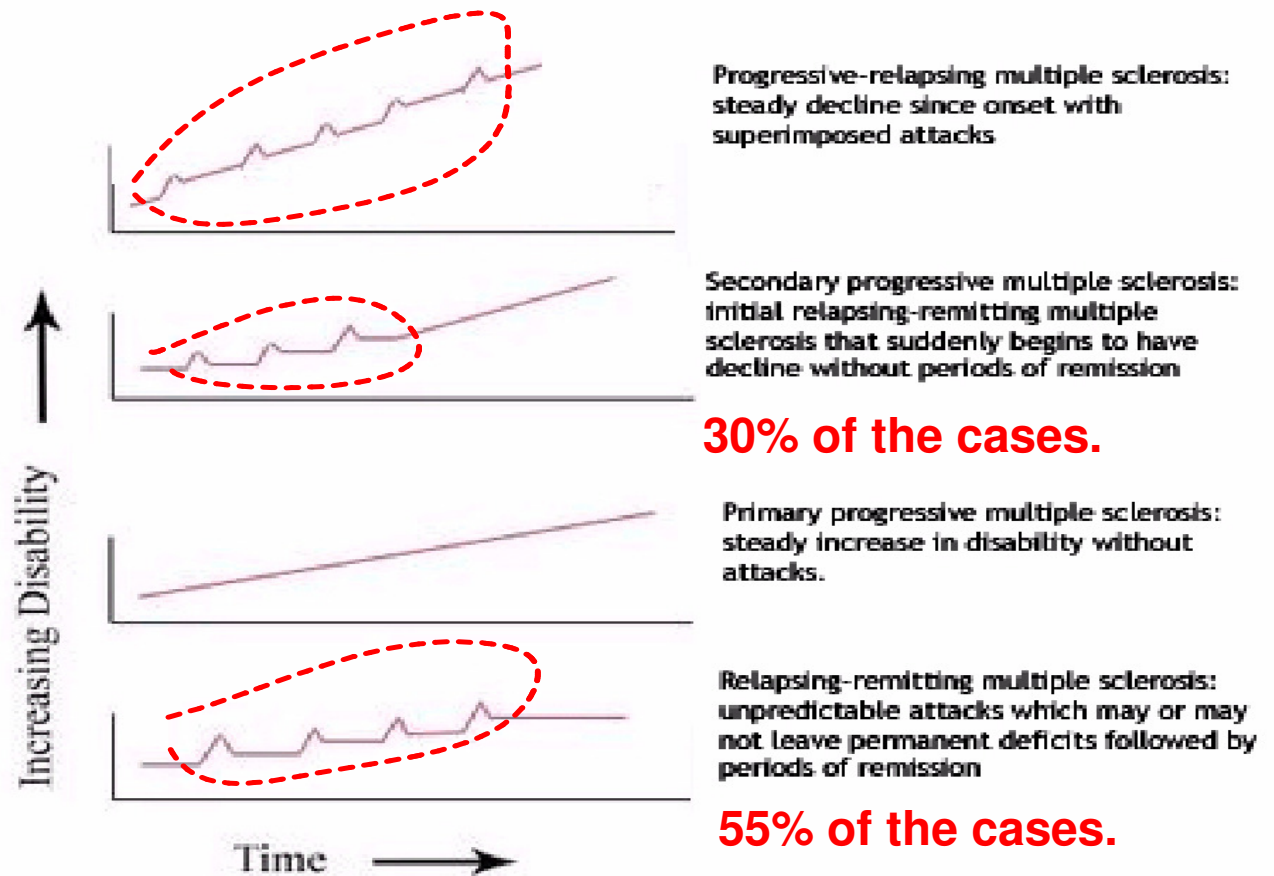 Progressive-relapsing multiple sclerosis:
steady decline since onset with
superimposed attacks
Secondary progressive multiple sclerosis:
initial relapsing-remitting multiple
sclerosis that suddenly begins to have
decline without periods of remission
30% of the cases.
Primary progressive multiple sclerosis:
steady increase in disability without
attacks.
Relapsing-remitting multiple sclerosis:
unpredictable attacks which may or may
not leave permanent deficits followed by
periods of remission
55% of the cases.
Increasing Disability
Time